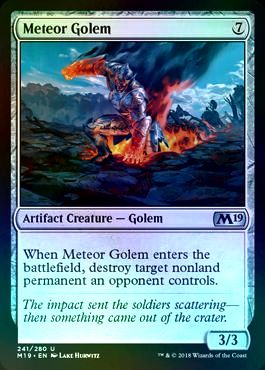 Meteor Golem 7
Artifact Creature — Golem M19
When Meteor Golem enters the
battlefield, destroy target nonland
permanent an opponent controls.
The impact sent the soldiers scattering—
then something came out of the crater.
3/3
241/280 U
M19 • EN Lake Hurwitz ™ & © 2018 Wizards of the Coast